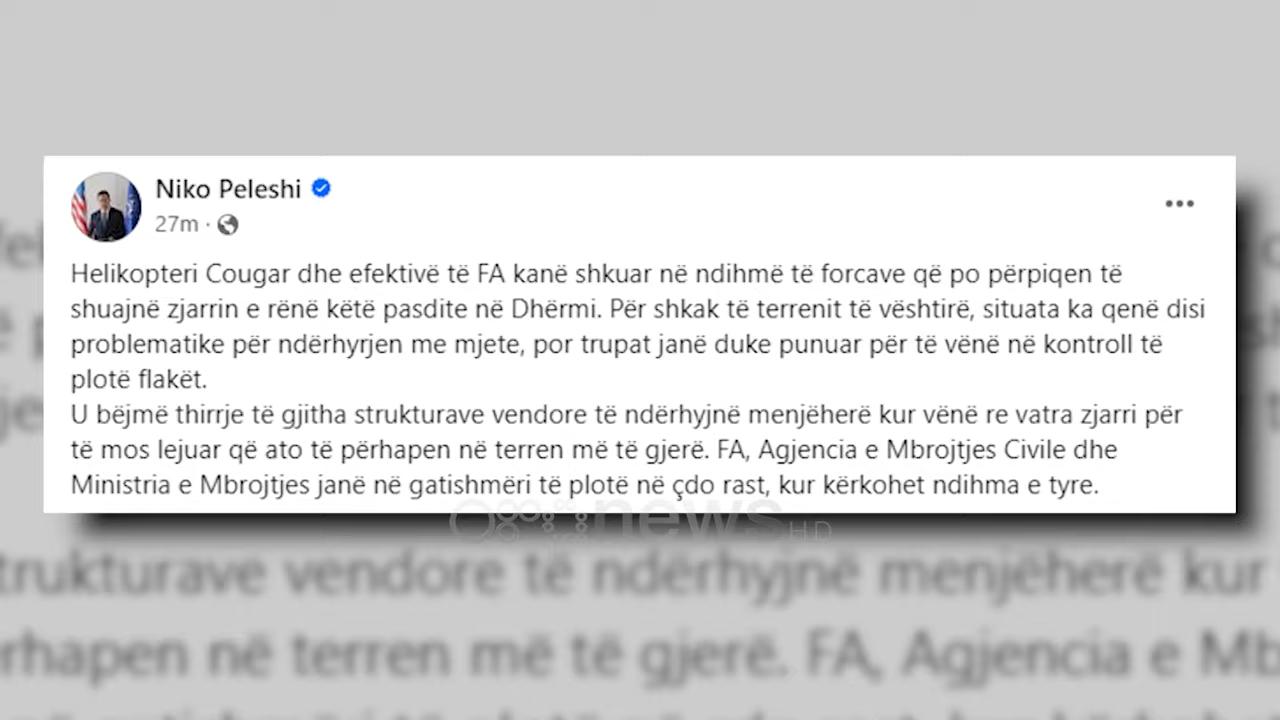 Niko Peleshi
27m ·
Helikopteri Cougar dhe efektivë të FA kanë shkuar në ndihmë të forcave që po përpiqen të
shuajnë zjarrin e rënë këtë pasdite në Dhërmi. Për shkak të terrenit të vështirë, situata ka qenë disi
problematike për ndërhyrjen me mjete, por trupat janë duke punuar për të vënë në kontroll të
plotë flakët.
U bëjmë thirrje të gjitha strukturave vendore të ndërhyjnë menjëherë kur vënë re vatra zjarri për
të mos lejuar që ato të përhapen në terren më të gjerë. FA, Agjencia e Mbrojtjes Civile dhe
Ministria e Mbrojtjes janë në gatishmëri të plotë në çdo rast, kur kërkohet ndihma e tyre.
news HD
trukturave vendore të ndërhyjnë menjëherë kur
rhapen në terren më të gjerë. FA, Agjencia e Mb